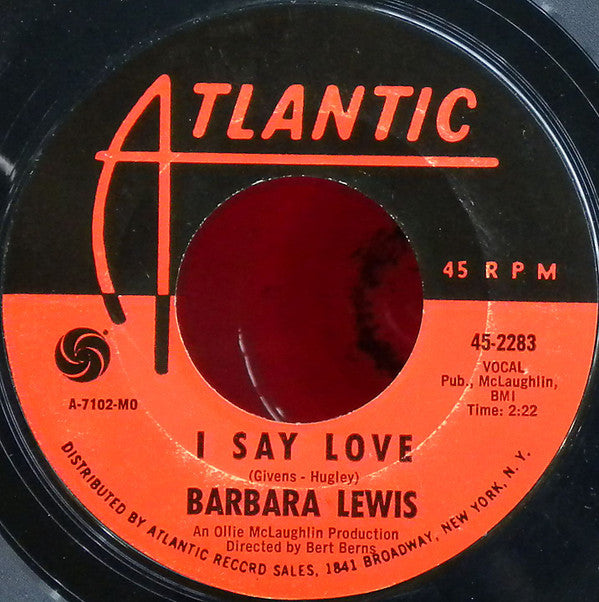 ATLANTIC
45 RPM
45-2283
VOCAL
Pub., McLaughlin,
BMI
Time: 2:22
A-7102-MO
I SAY LOVE
(Givens - Hugley)
BARBARA LEWIS
An Ollie McLaughlin Production
Directed by Bert Berns
DISTRIBUTED BY ATLANTIC RECORD SALES, 1841 BROADWAY, NEW YORK, N. Y.